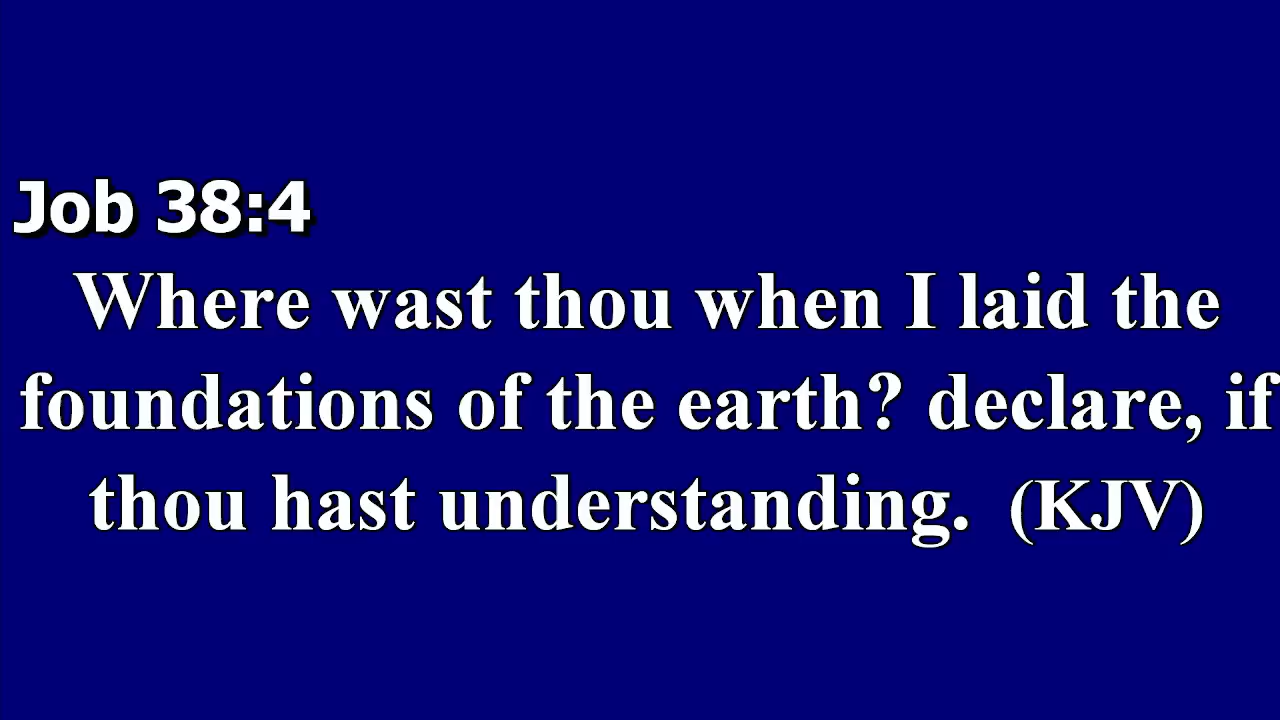 Job 38:4
Where wast thou when I laid the
foundations of the earth? declare, if
thou hast understanding.  (KJV)